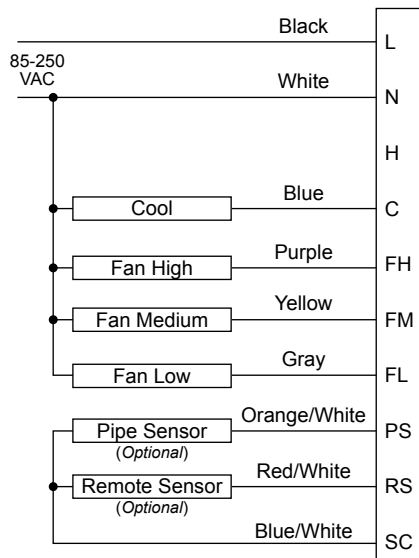 Black L
85-250
VAC
White N
H
Cool Blue C
Fan High Purple FH
Fan Medium Yellow FM
Fan Low Gray FL
Pipe Sensor Orange/White PS
(Optional)
Remote Sensor Red/White RS
(Optional)
Blue/White SC